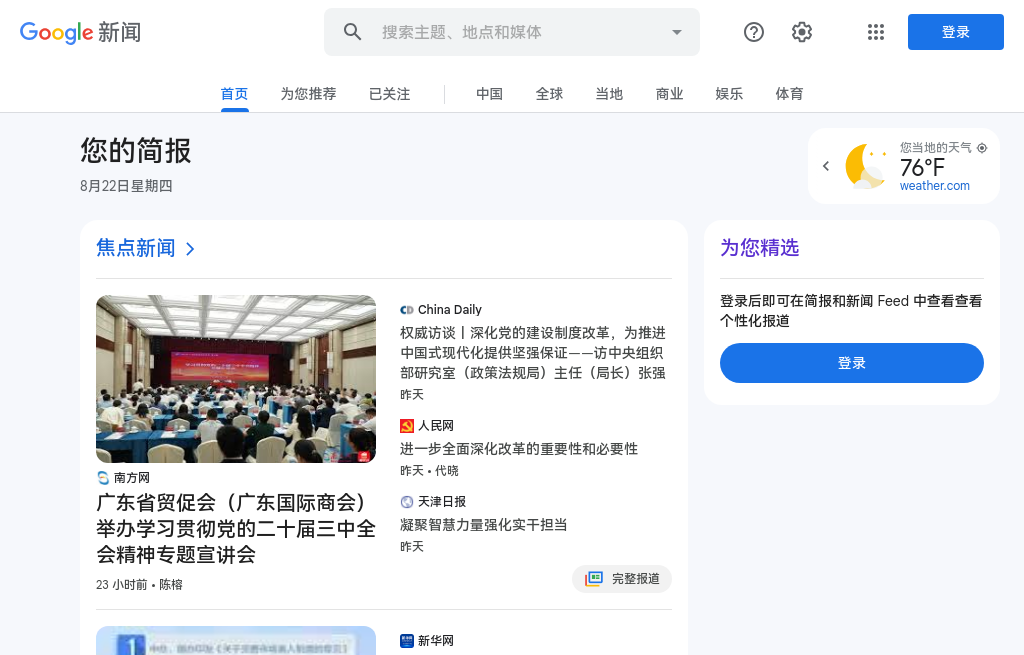 Google 新闻
搜索主题、地点和媒体
登录
首页
为您推荐
已关注
中国
全球
当地
商业
娱乐
体育
您的简报
8月22日星期四
您当地的天气
76°F
weather.com
焦点新闻
南方网
广东省贸促会（广东国际商会）
举办学习贯彻党的二十届三中全
会精神专题宣讲会
23 小时前 • 陈榕
China Daily
权威访谈丨深化党的建设制度改革，为推进
中国式现代化提供坚强保证——访中央组织
部研究室（政策法规局）主任（局长）张强
昨天
人民网
进一步全面深化改革的重要性和必要性
昨天 • 代晓
天津日报
凝聚智慧力量强化实干担当
昨天
完整报道
新华网
为您精选
登录后即可在简报和新闻 Feed 中查看查看
个性化报道
登录